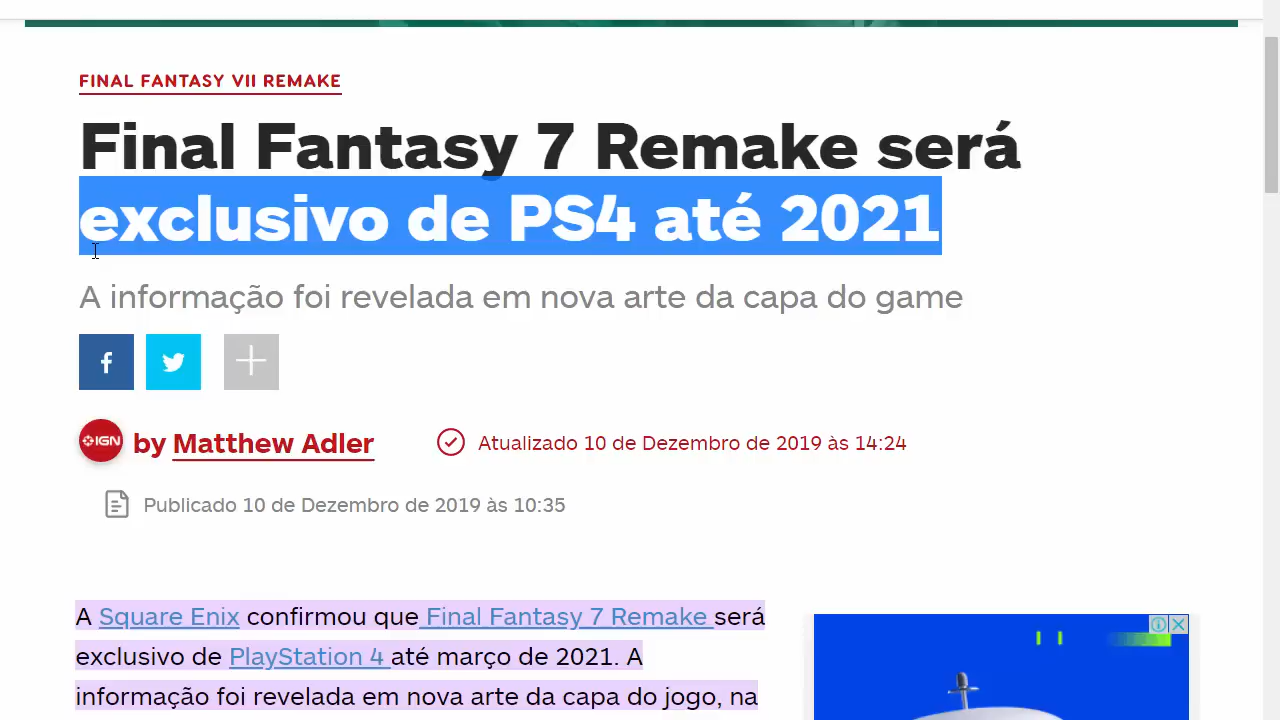 FINAL FANTASY VII REMAKE
Final Fantasy 7 Remake será
exclusivo de PS4 até 2021
A informação foi revelada em nova arte da capa do game
f
IGN by Matthew Adler Atualizado 10 de Dezembro de 2019 às 14:24
Publicado 10 de Dezembro de 2019 às 10:35
A Square Enix confirmou que Final Fantasy 7 Remake será
exclusivo de PlayStation 4 até março de 2021. A
informação foi revelada em nova arte da capa do jogo, na